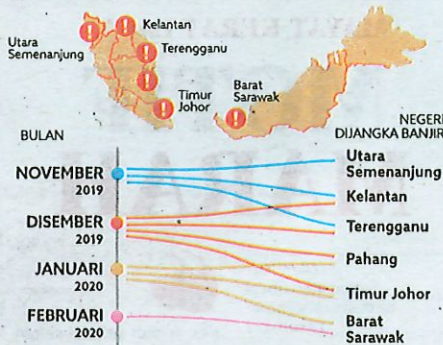 Utara
Semenanjung
Kelantan
Terengganu
Timur
Johor
Barat
Sarawak
BULAN
NEGERI
DIJANGKA BANJIR
NOVEMBER
2019
DISEMBER
2019
JANUARI
2020
FEBRUARI
2020
Utara
Semenanjung
Kelantan
Terengganu
Pahang
Timur Johor
Barat
Sarawak